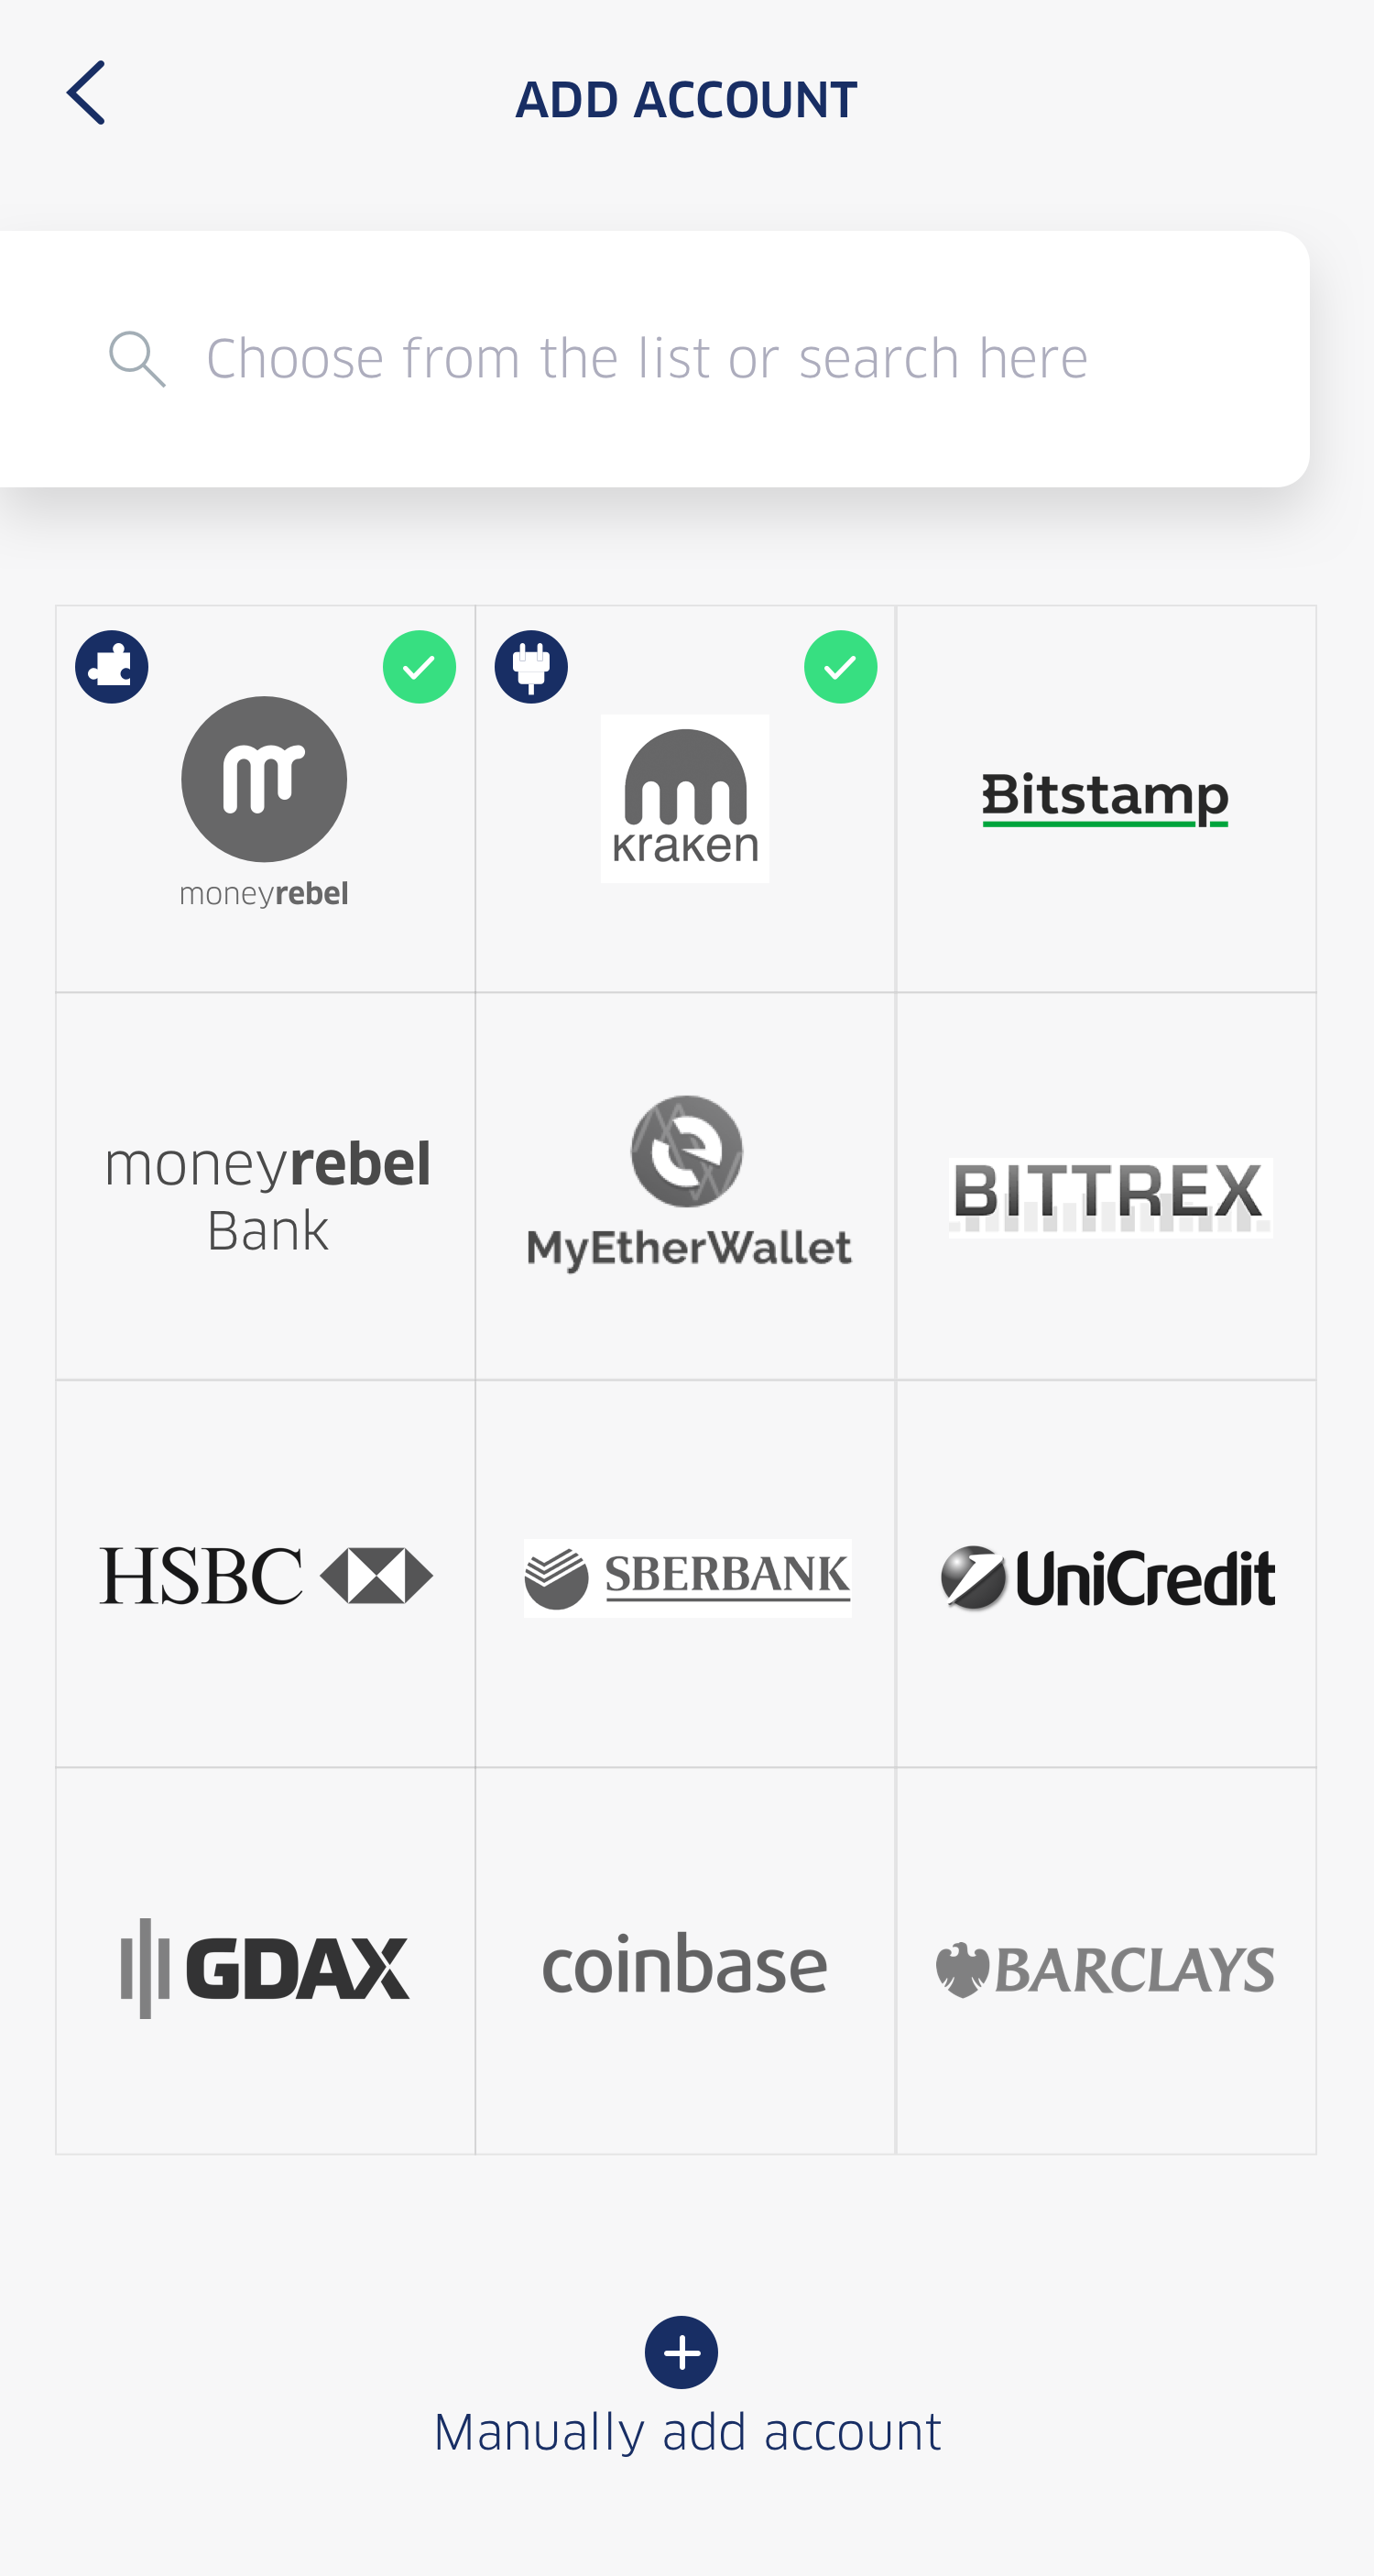 ADD ACCOUNT
Choose from the list or search here
moneyrebel
kraken
Bitstamp
moneyrebel
Bank
MyEtherWallet
BITTREX
HSBC
SBERBANK
UniCredit
GDAX
coinbase
BARCLAYS
Manually add account